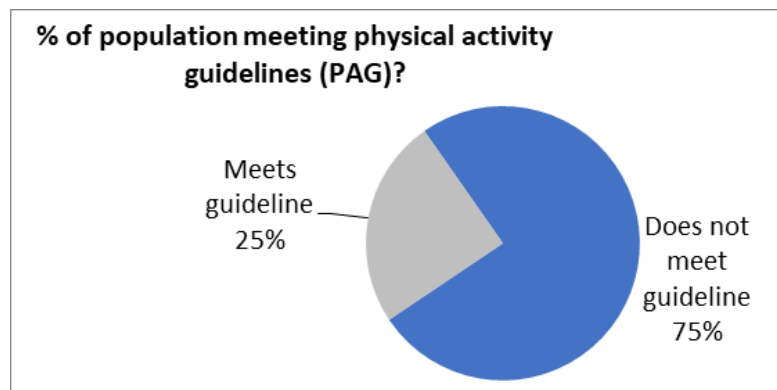 % of population meeting physical activity
guidelines (PAG)?
Meets
guideline
25%
Does not
meet
guideline
75%